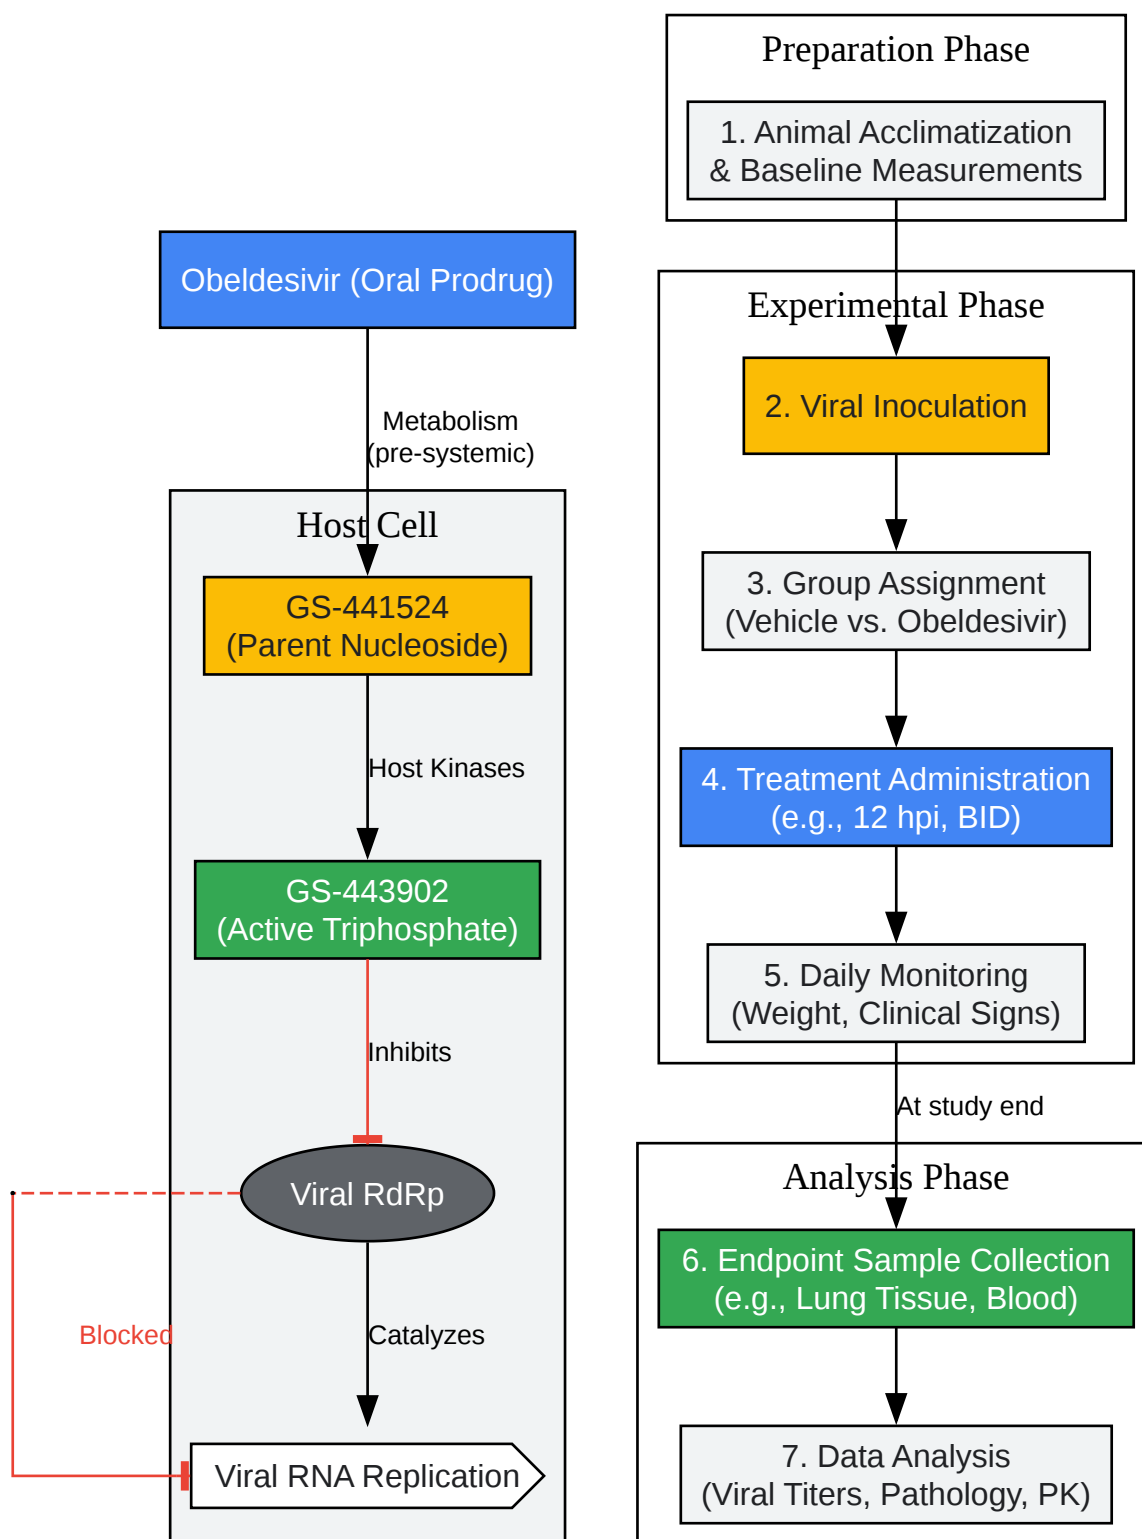 Obeldesivir (Oral Prodrug)
Metabolism
(pre-systemic)
Host Cell
GS-441524
(Parent Nucleoside)
Host Kinases
GS-443902
(Active Triphosphate)
Inhibits
Viral RdRp
Blocked
Catalyzes
Viral RNA Replication
Preparation Phase
1. Animal Acclimatization
& Baseline Measurements
Experimental Phase
2. Viral Inoculation
3. Group Assignment
(Vehicle vs. Obeldesivir)
4. Treatment Administration
(e.g., 12 hpi, BID)
5. Daily Monitoring
(Weight, Clinical Signs)
At study end
Analysis Phase
6. Endpoint Sample Collection
(e.g., Lung Tissue, Blood)
7. Data Analysis
(Viral Titers, Pathology, PK)